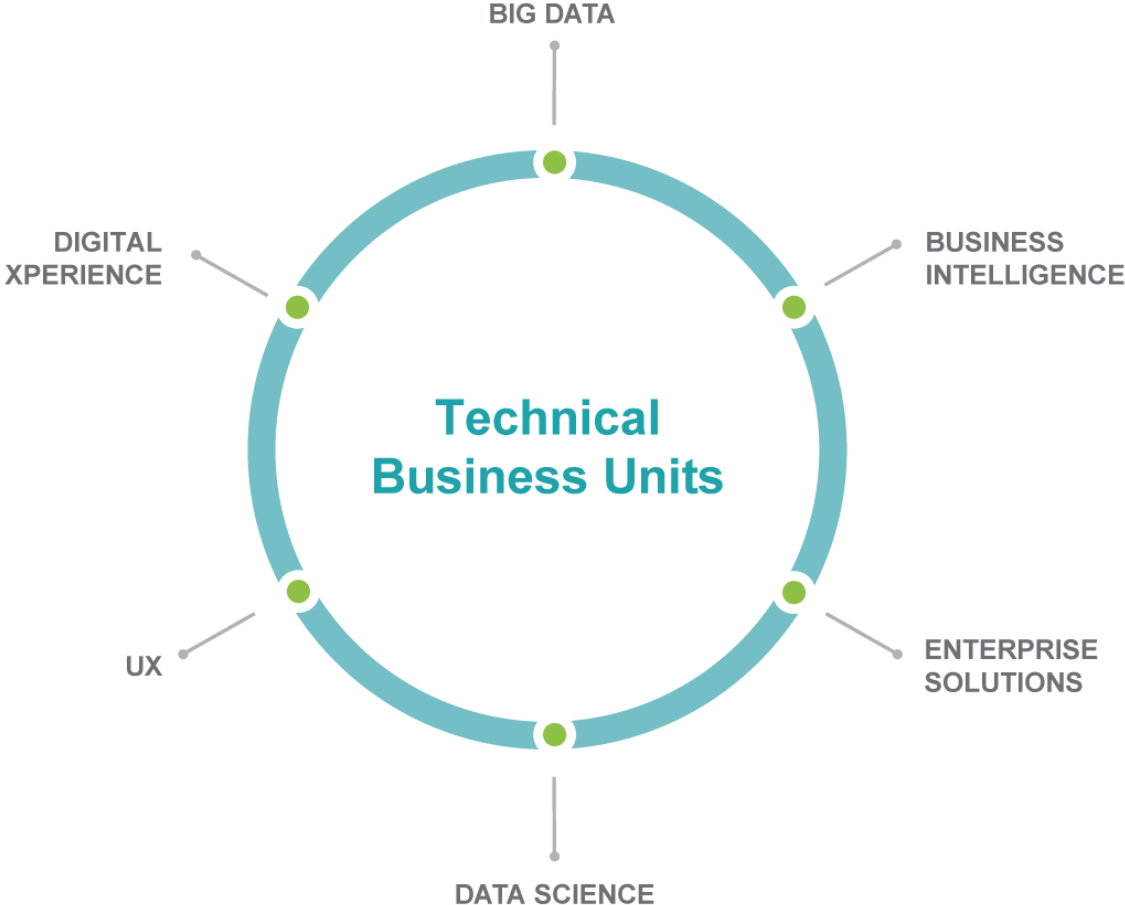 BIG DATA
DIGITAL
XPERIENCE
BUSINESS
INTELLIGENCE
Technical
Business Units
UX
ENTERPRISE
SOLUTIONS
DATA SCIENCE